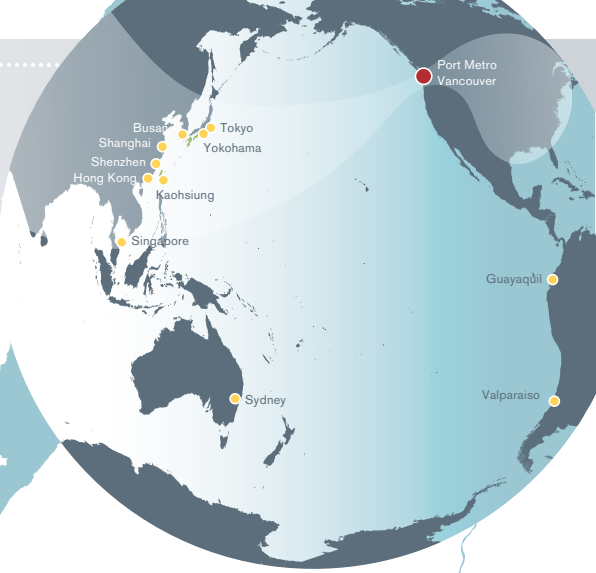 Port Metro
Vancouver
Busan
Tokyo
Shanghai
Yokohama
Shenzhen
Hong Kong
Kaohsiung
Singapore
Guayaquil
Valparaiso
Sydney